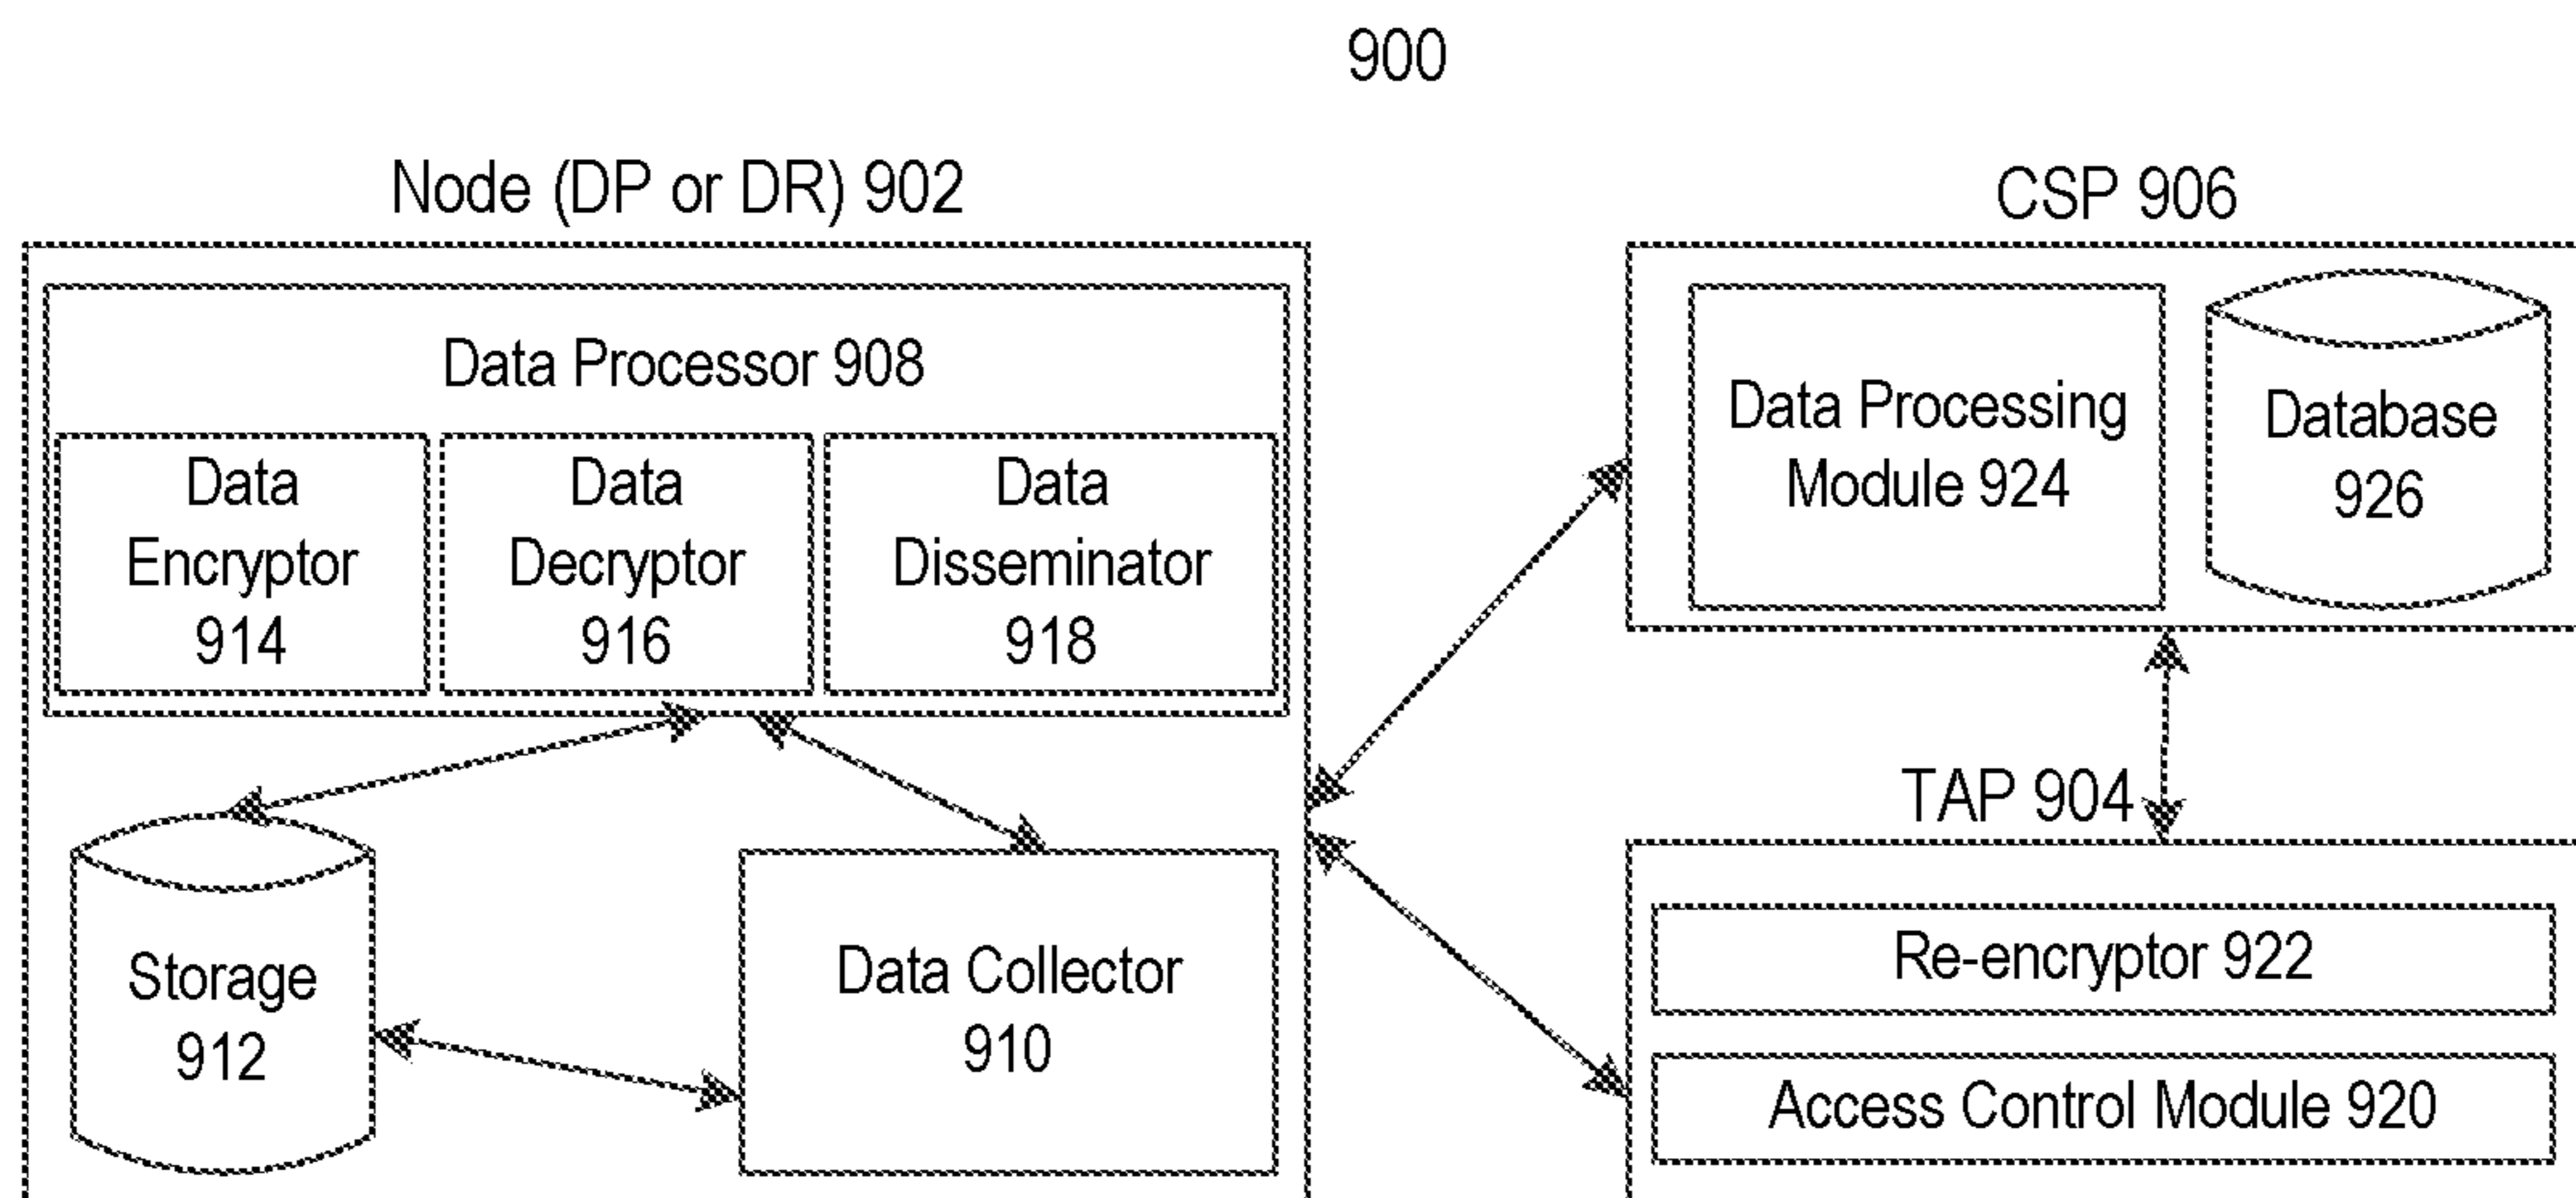 900
Node (DP or DR) 902
Data Processor 908
Data
Encryptor
914
Data
Decryptor
916
Data
Disseminator
918
Storage
912
Data Collector
910
CSP 906
Data Processing
Module 924
Database
926
TAP 904
Re-encryptor 922
Access Control Module 920